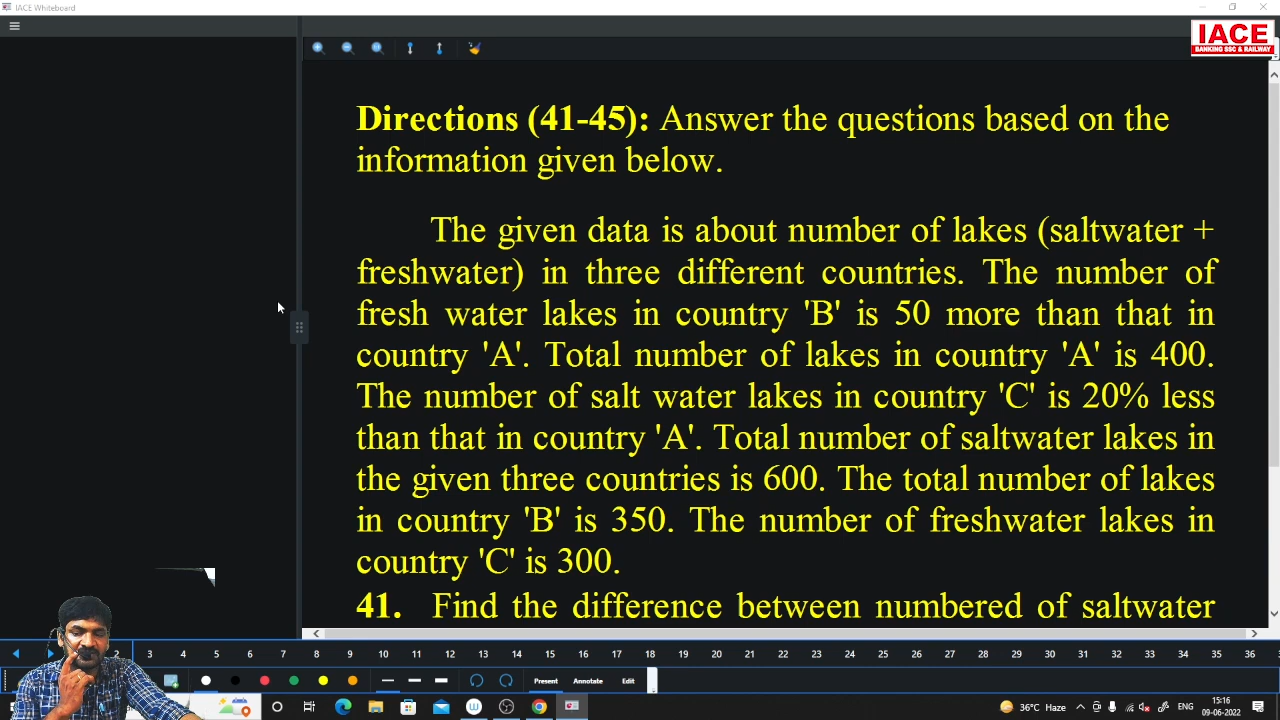 IACE Whiteboard
IACE
BANKING SSC & RAILWAY
Directions (41-45): Answer the questions based on the
information given below.
The given data is about number of lakes (saltwater +
freshwater) in three different countries. The number of
fresh water lakes in country 'B' is 50 more than that in
country 'A'. Total number of lakes in country 'A' is 400.
The number of salt water lakes in country 'C' is 20% less
than that in country 'A'. Total number of saltwater lakes in
the given three countries is 600. The total number of lakes
in country 'B' is 350. The number of freshwater lakes in
country 'C' is 300.
41. Find the difference between numbered of saltwater
2 3 4 5 6 7 8 9 10 11 12 13 14 15 16 17 18 19 20 21 22 23 24 25 26 27 28 29 30 31 32 33 34 35 36
Present Annotate Edit
36°C Haze ENG 15:16
09-06-2022